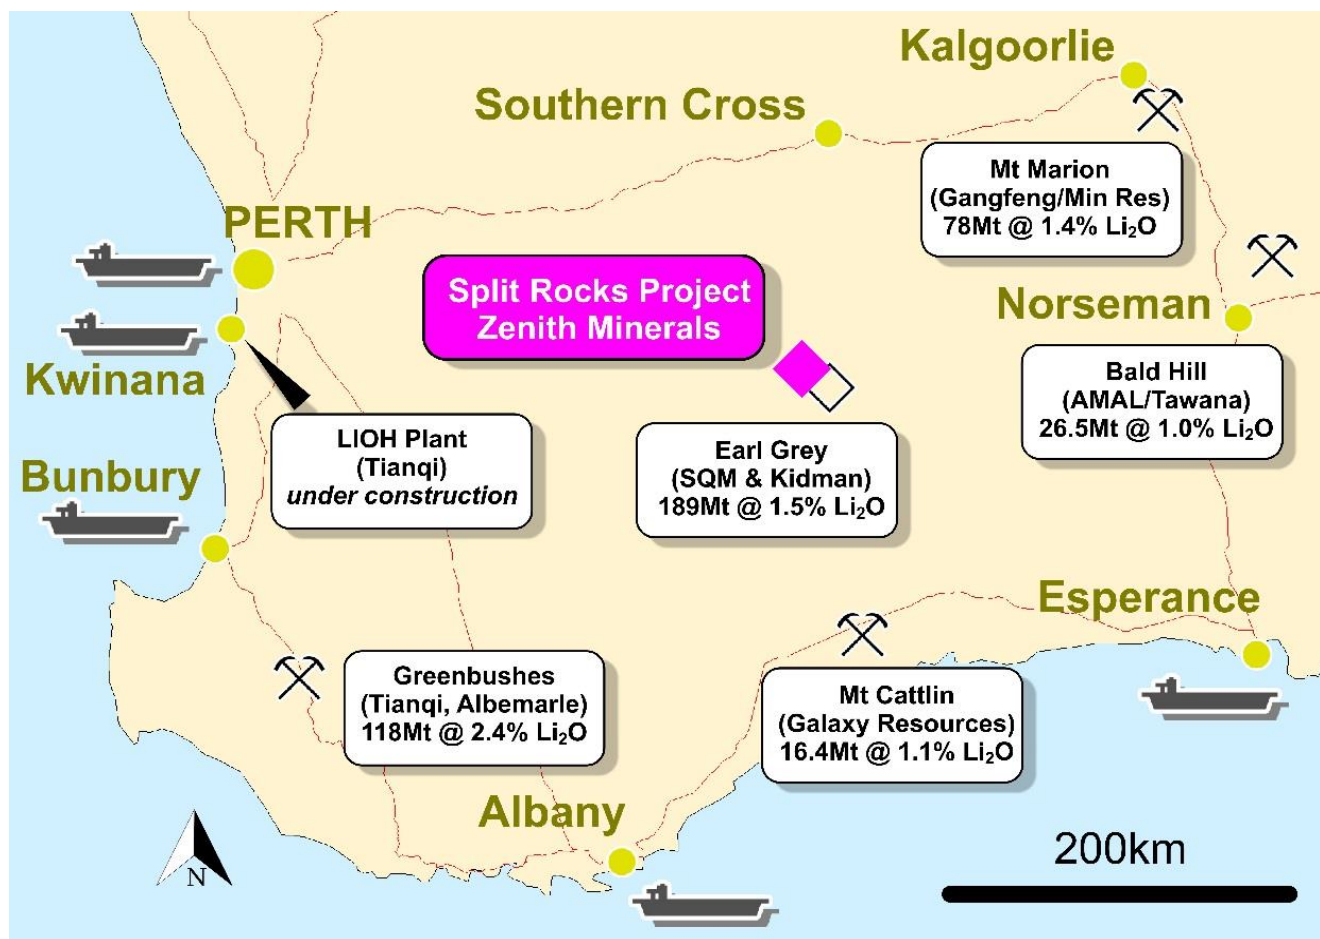 Kalgoorlie
Southern Cross
Mt Marion
(Gangfeng/Min Res)
78Mt @ 1.4% Li₂O
PERTH
Split Rocks Project
Zenith Minerals
Norseman
Kwinana
Bald Hill
(AMAL/Tawana)
26.5Mt @ 1.0% Li₂O
LIOH Plant
(Tianqi)
under construction
Earl Grey
(SQM & Kidman)
189Mt @ 1.5% Li₂O
Bunbury
Esperance
Greenbushes
(Tianqi, Albemarle)
118Mt @ 2.4% Li₂O
Mt Cattlin
(Galaxy Resources)
16.4Mt @ 1.1% Li₂O
Albany
200km
N